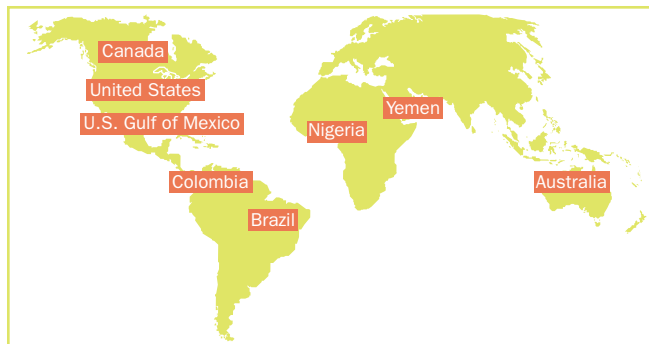 Canada
United States
U.S. Gulf of Mexico
Yemen
Nigeria
Colombia
Australia
Brazil